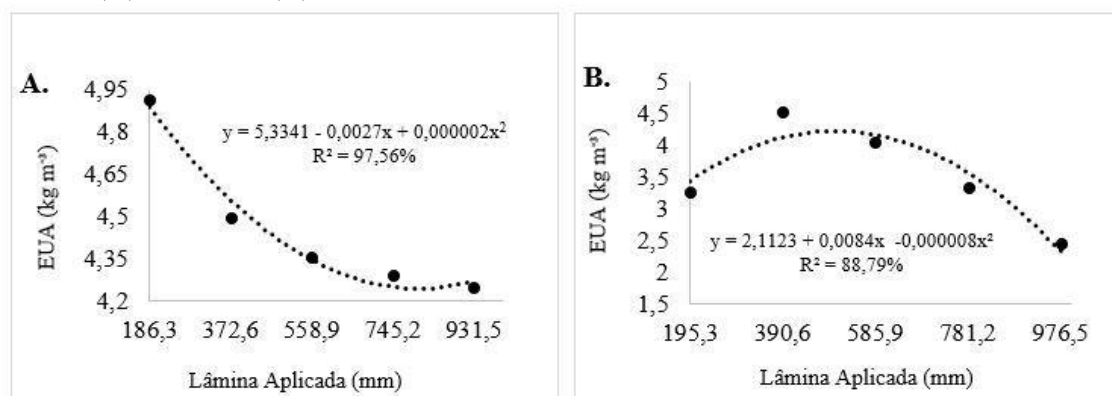 A.
EUA (kg m⁻³)
4,95
4,8
4,65
4,5
4,35
4,2
y = 5,3341 - 0,0027x + 0,000002x²
R² = 97,56%
186,3 372,6 558,9 745,2 931,5
Lâmina Aplicada (mm)
B.
EUA (kg m⁻³)
5
4,5
4
3,5
3
2,5
2
1,5
y = 2,1123 + 0,0084x -0,000008x²
R² = 88,79%
195,3 390,6 585,9 781,2 976,5
Lâmina Aplicada (mm)